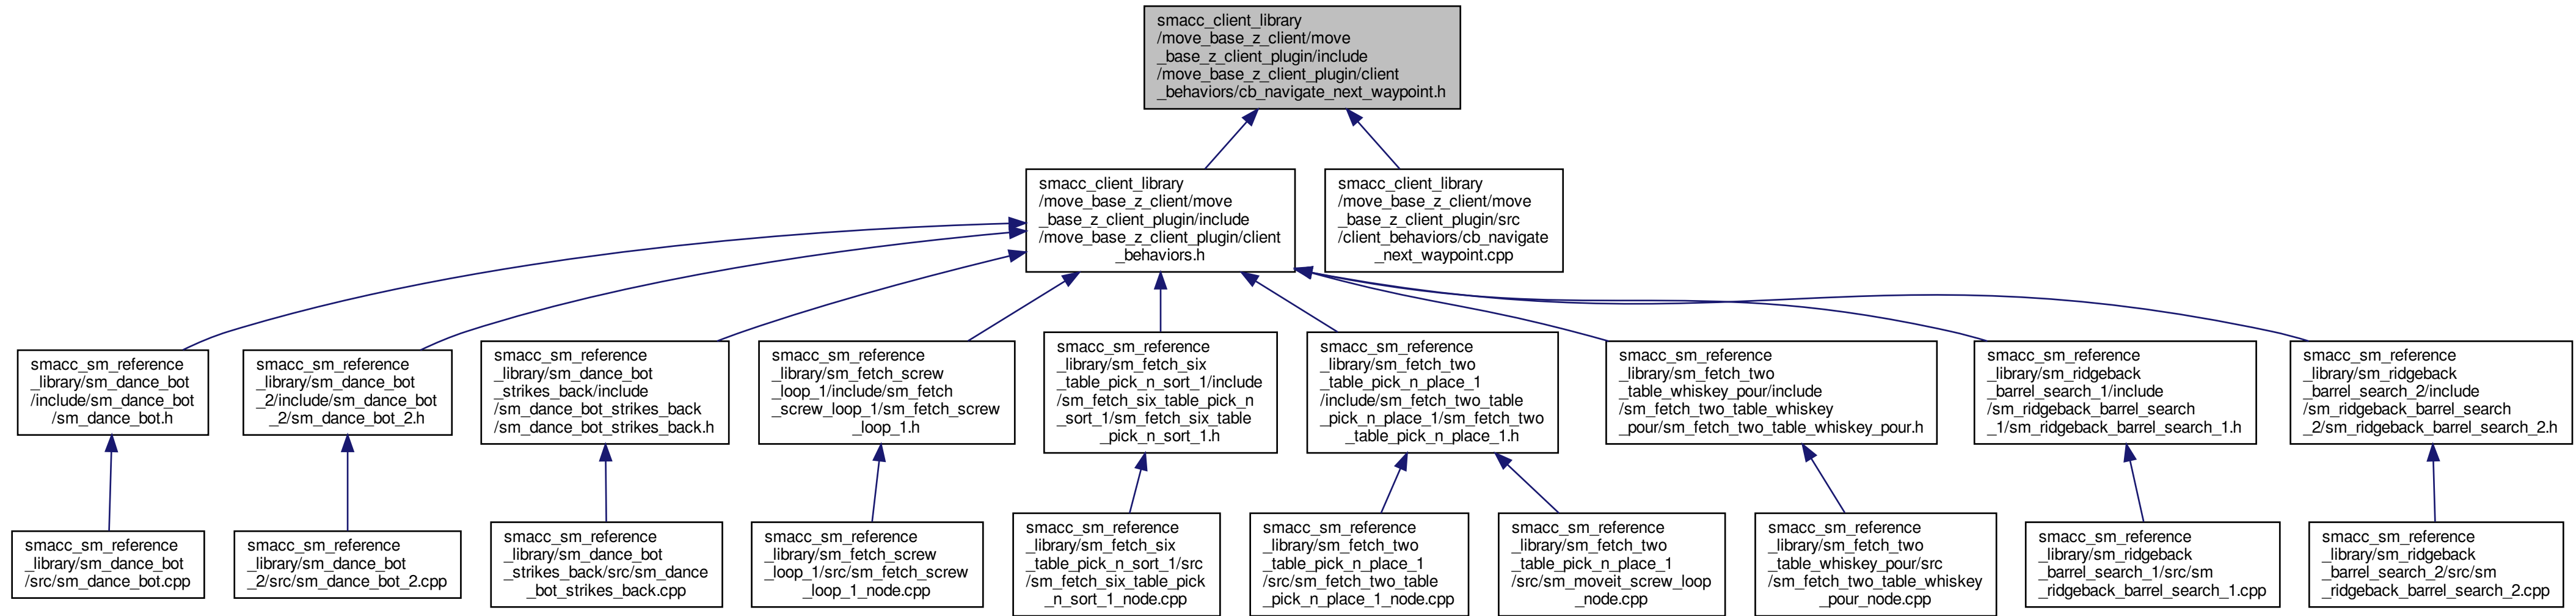 smacc_client_library
/move_base_z_client/move
_base_z_client_plugin/include
/move_base_z_client_plugin/client
_behaviors/cb_navigate_next_waypoint.h
smacc_client_library
/move_base_z_client/move
_base_z_client_plugin/include
/move_base_z_client_plugin/client
_behaviors.h
smacc_client_library
/move_base_z_client/move
_base_z_client_plugin/src
/client_behaviors/cb_navigate
_next_waypoint.cpp
smacc_sm_reference
_library/sm_dance_bot
/include/sm_dance_bot
/sm_dance_bot.h
smacc_sm_reference
_library/sm_dance_bot
_2/include/sm_dance_bot
_2/sm_dance_bot_2.h
smacc_sm_reference
_library/sm_dance_bot
_strikes_back/include
/sm_dance_bot_strikes_back
/sm_dance_bot_strikes_back.h
smacc_sm_reference
_library/sm_fetch_screw
_loop_1/include/sm_fetch
_screw_loop_1/sm_fetch_screw
_loop_1.h
smacc_sm_reference
_library/sm_fetch_six
_table_pick_n_sort_1/include
/sm_fetch_six_table_pick_n
_sort_1/sm_fetch_six_table
_pick_n_sort_1.h
smacc_sm_reference
_library/sm_fetch_two
_table_pick_n_place_1
/include/sm_fetch_two_table
_pick_n_place_1/sm_fetch_two
_table_pick_n_place_1.h
smacc_sm_reference
_library/sm_fetch_two
_table_whiskey_pour/include
/sm_fetch_two_table_whiskey
_pour/sm_fetch_two_table_whiskey_pour.h
smacc_sm_reference
_library/sm_ridgeback
_barrel_search_1/include
/sm_ridgeback_barrel_search
_1/sm_ridgeback_barrel_search_1.h
smacc_sm_reference
_library/sm_ridgeback
_barrel_search_2/include
/sm_ridgeback_barrel_search
_2/sm_ridgeback_barrel_search_2.h
smacc_sm_reference
_library/sm_dance_bot
/src/sm_dance_bot.cpp
smacc_sm_reference
_library/sm_dance_bot
_2/src/sm_dance_bot_2.cpp
smacc_sm_reference
_library/sm_dance_bot
_strikes_back/src/sm_dance
_bot_strikes_back.cpp
smacc_sm_reference
_library/sm_fetch_screw
_loop_1/src/sm_fetch_screw
_loop_1_node.cpp
smacc_sm_reference
_library/sm_fetch_six
_table_pick_n_sort_1/src
/sm_fetch_six_table_pick
_n_sort_1_node.cpp
smacc_sm_reference
_library/sm_fetch_two
_table_pick_n_place_1
/src/sm_fetch_two_table
_pick_n_place_1_node.cpp
smacc_sm_reference
_library/sm_fetch_two
_table_pick_n_place_1
/src/sm_moveit_screw_loop
_node.cpp
smacc_sm_reference
_library/sm_fetch_two
_table_whiskey_pour/src
/sm_fetch_two_table_whiskey
_pour_node.cpp
smacc_sm_reference
_library/sm_ridgeback
_barrel_search_1/src/sm
_ridgeback_barrel_search_1.cpp
smacc_sm_reference
_library/sm_ridgeback
_barrel_search_2/src/sm
_ridgeback_barrel_search_2.cpp